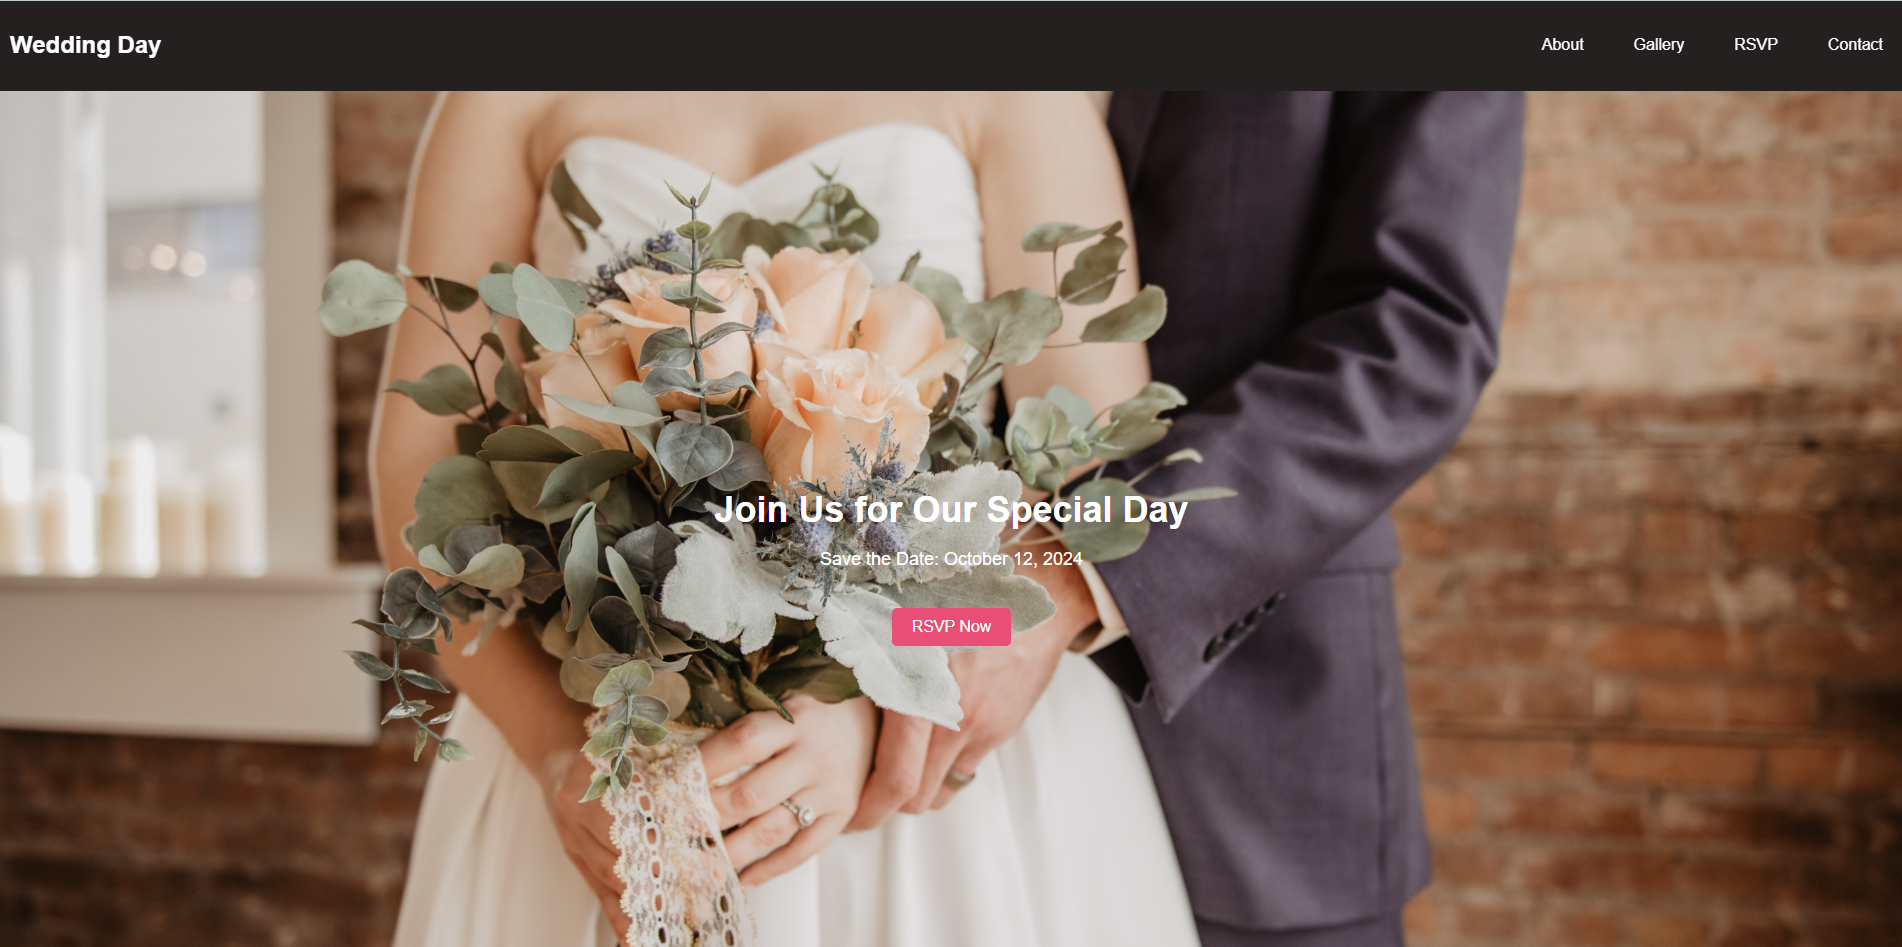 Wedding Day
About Gallery RSVP Contact
Join Us for Our Special Day
Save the Date: October 12, 2024
RSVP Now